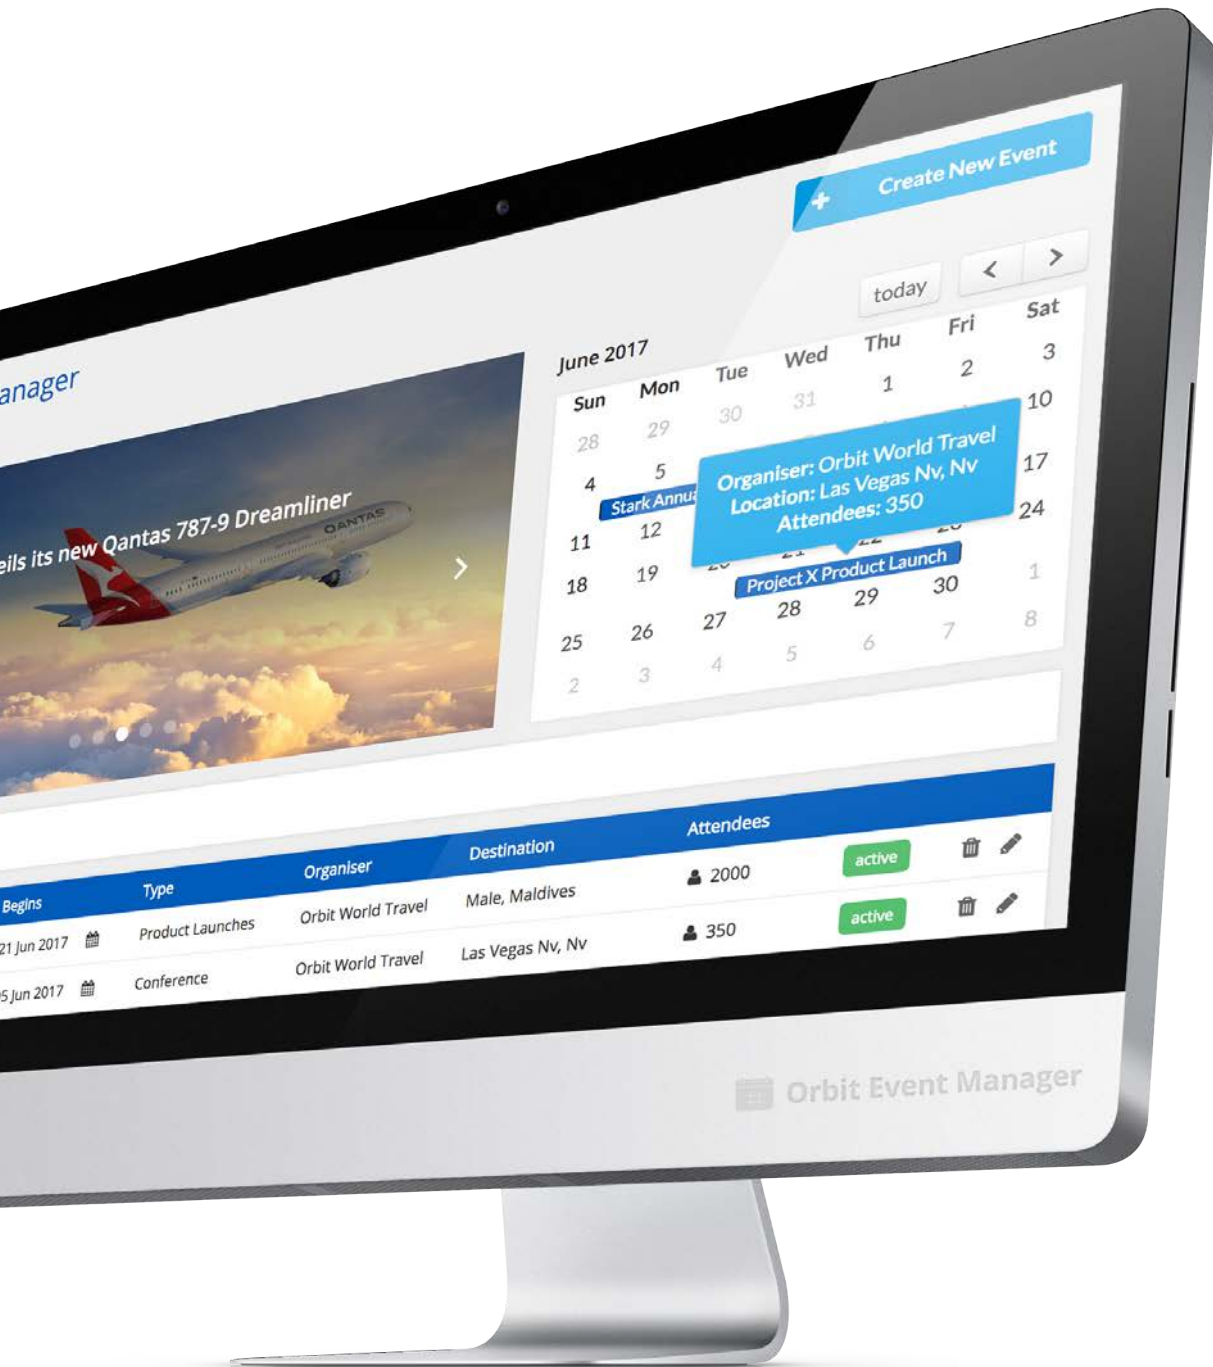 Create New Event
today
June 2017
Sun Mon Tue Wed Thu Fri Sat
28 29 30 31 1 2 3
4 5 10
Stark Annua
Organiser: Orbit World Travel
Location: Las Vegas Nv, Nv
Attendees: 350
11 12 17
18 19 24
Project X Product Launch
25 26 27 28 29 30 1
2 3 4 5 6 7 8
anager
eils its new Qantas 787-9 Dreamliner
QANTAS
Begins Type Organiser Destination Attendees
21 Jun 2017 Product Launches Orbit World Travel Male, Maldives 2000 active
05 Jun 2017 Conference Orbit World Travel Las Vegas Nv, Nv 350 active
Orbit Event Manager